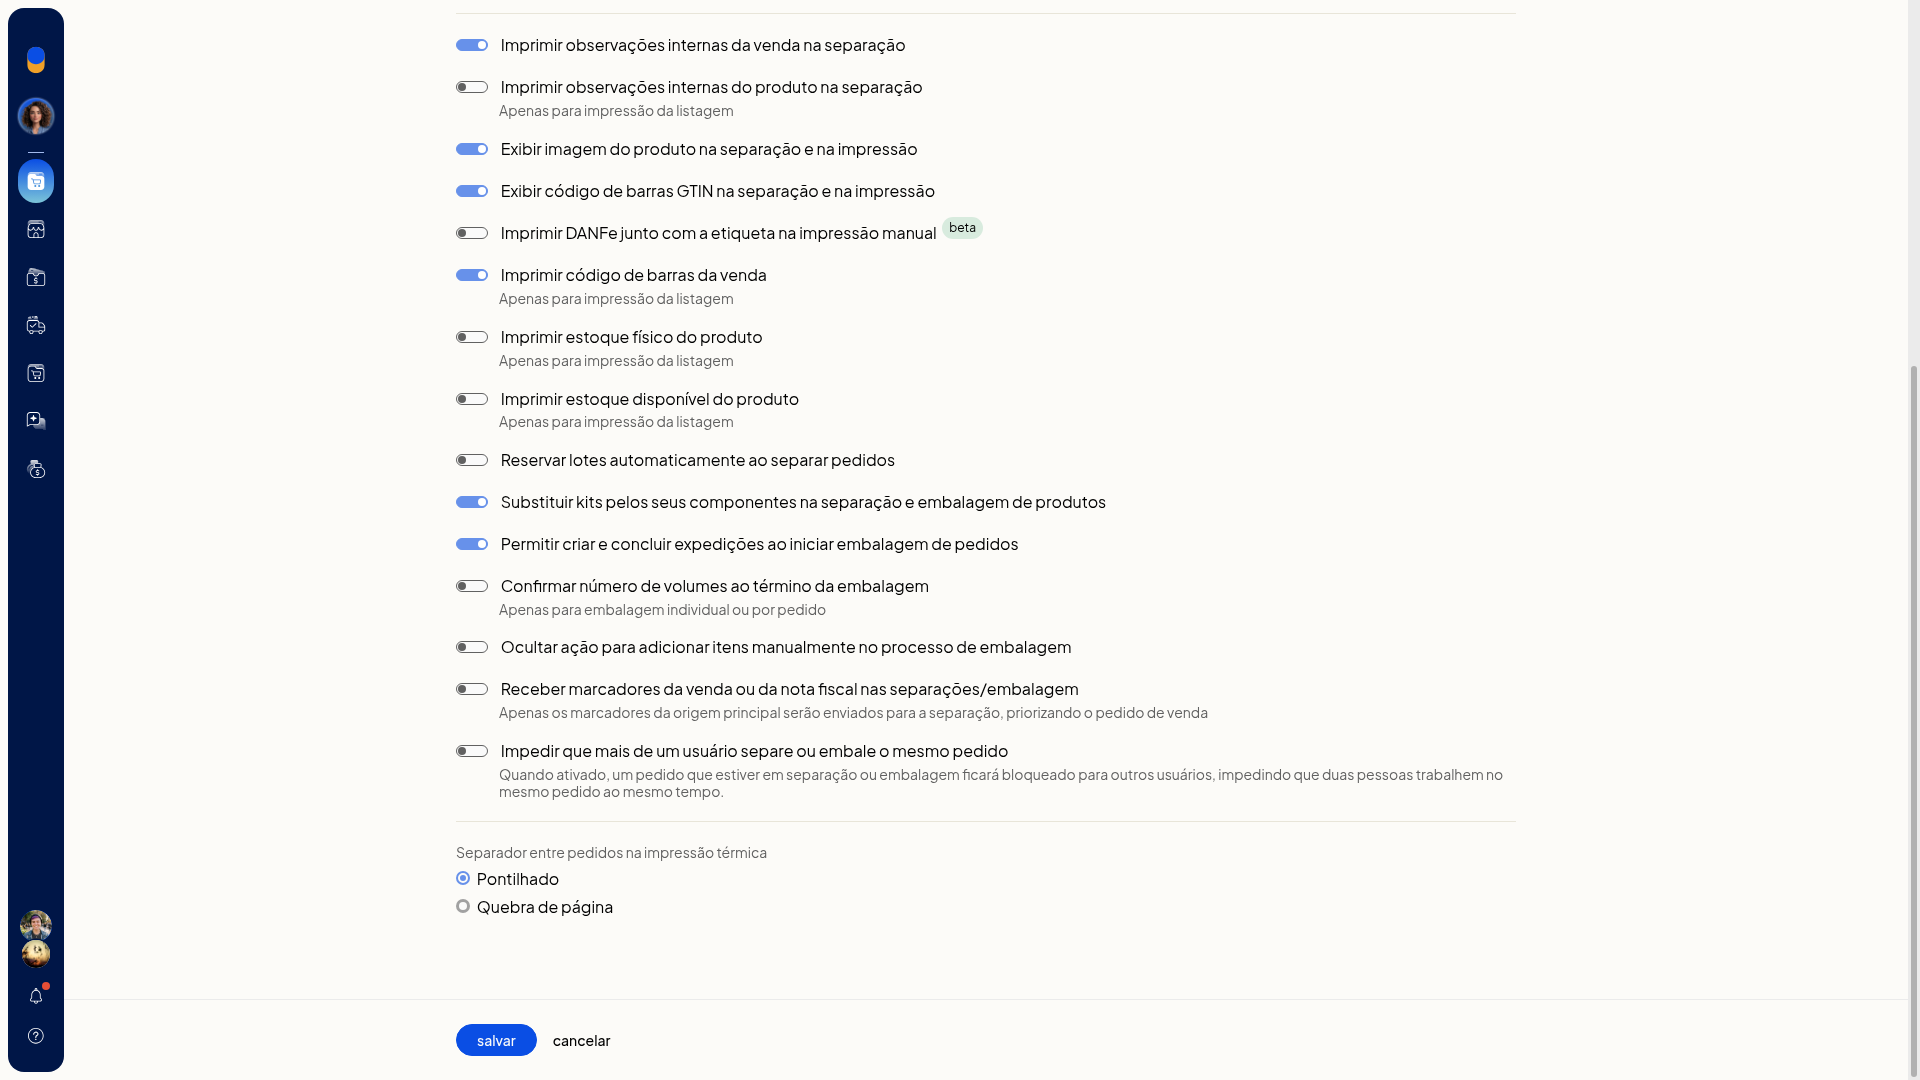 Imprimir observações internas da venda na separação
Imprimir observações internas do produto na separação
Apenas para impressão da listagem
Exibir imagem do produto na separação e na impressão
Exibir código de barras GTIN na separação e na impressão
Imprimir DANFe junto com a etiqueta na impressão manual beta
Imprimir código de barras da venda
Apenas para impressão da listagem
Imprimir estoque físico do produto
Apenas para impressão da listagem
Imprimir estoque disponível do produto
Apenas para impressão da listagem
Reservar lotes automaticamente ao separar pedidos
Substituir kits pelos seus componentes na separação e embalagem de produtos
Permitir criar e concluir expedições ao iniciar embalagem de pedidos
Confirmar número de volumes ao término da embalagem
Apenas para embalagem individual ou por pedido
Ocultar ação para adicionar itens manualmente no processo de embalagem
Receber marcadores da venda ou da nota fiscal nas separações/embalagem
Apenas os marcadores da origem principal serão enviados para a separação, priorizando o pedido de venda
Impedir que mais de um usuário separe ou embale o mesmo pedido
Quando ativado, um pedido que estiver em separação ou embalagem ficará bloqueado para outros usuários, impedindo que duas pessoas trabalhem no
mesmo pedido ao mesmo tempo.
Separador entre pedidos na impressão térmica
Pontilhado
Quebra de página
salvar cancelar